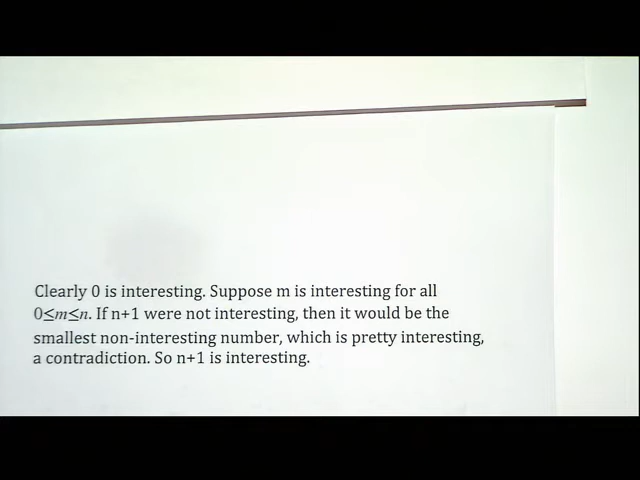 Clearly 0 is interesting. Suppose m is interesting for all
0≤m≤n. If n+1 were not interesting, then it would be the
smallest non-interesting number, which is pretty interesting,
a contradiction. So n+1 is interesting.